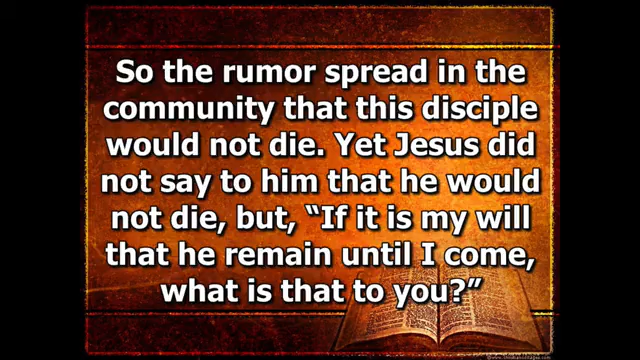 So the rumor spread in the
community that this disciple
would not die. Yet Jesus did
not say to him that he would
not die, but, “If it is my will
that he remain until I come,
what is that to you?”